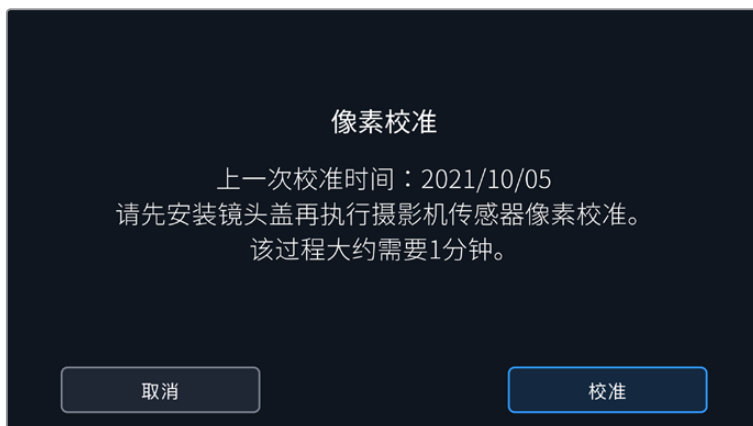 像素校准
上一次校准时间：2021/10/05
请先安装镜头盖再执行摄影机传感器像素校准。
该过程大约需要1分钟。
取消
校准